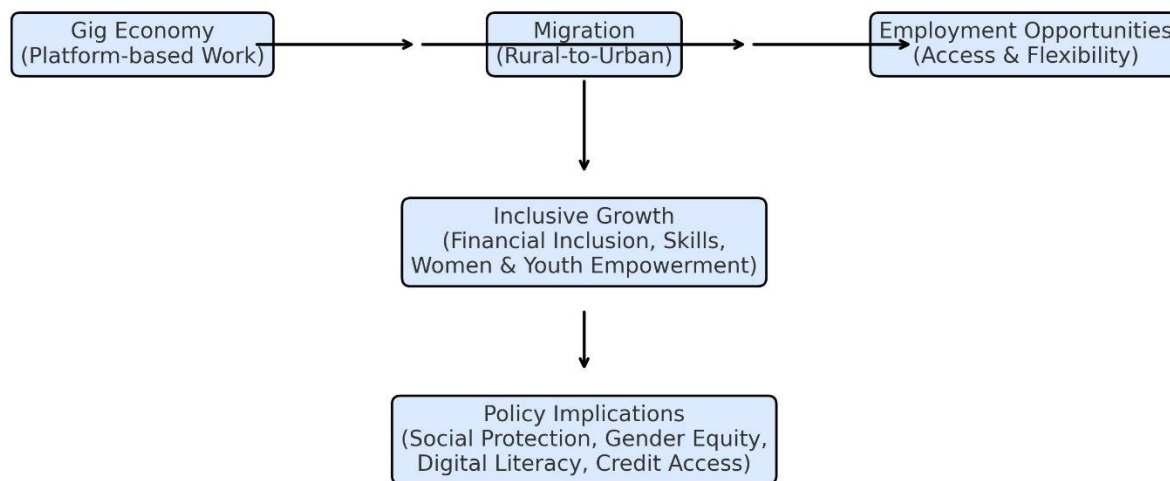 Gig Economy
(Platform-based Work)
Migration
(Rural-to-Urban)
Employment Opportunities
(Access & Flexibility)
Inclusive Growth
(Financial Inclusion, Skills,
Women & Youth Empowerment)
Policy Implications
(Social Protection, Gender Equity,
Digital Literacy, Credit Access)